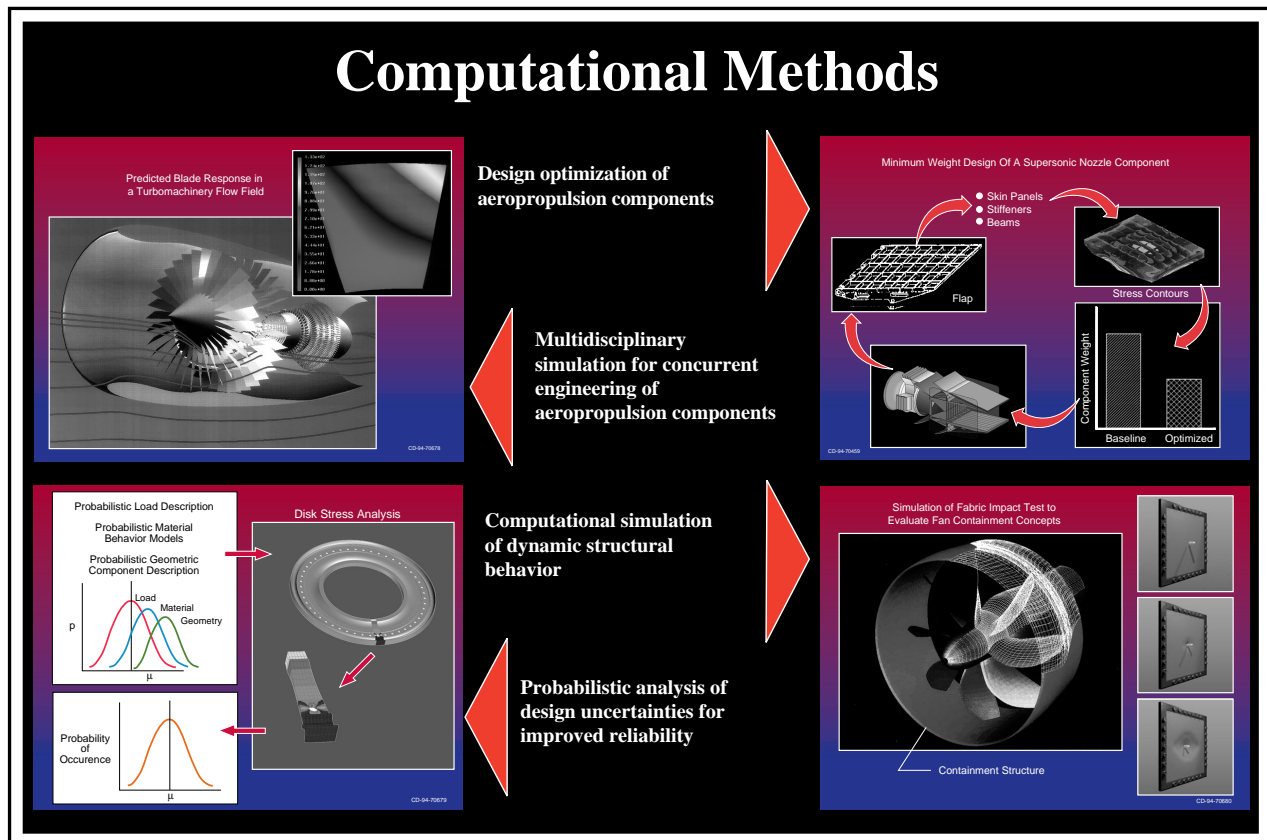 Computational Methods
Predicted Blade Response in
a Turbomachinery Flow Field
CD-94-70678
Design optimization of
aeropropulsion components
Minimum Weight Design Of A Supersonic Nozzle Component
Skin Panels
Stiffeners
Beams
Flap
Stress Contours
Component Weight
Baseline
Optimized
CD-94-70459
Multidisciplinary
simulation for concurrent
engineering of
aeropropulsion components
Probabilistic Load Description
Probabilistic Material
Behavior Models
Probabilistic Geometric
Component Description
Load
Material
Geometry
p
μ
Probability
of
Occurence
μ
Disk Stress Analysis
CD-94-70679
Computational simulation
of dynamic structural
behavior
Simulation of Fabric Impact Test to
Evaluate Fan Containment Concepts
Containment Structure
CD-94-70680
Probabilistic analysis of
design uncertainties for
improved reliability